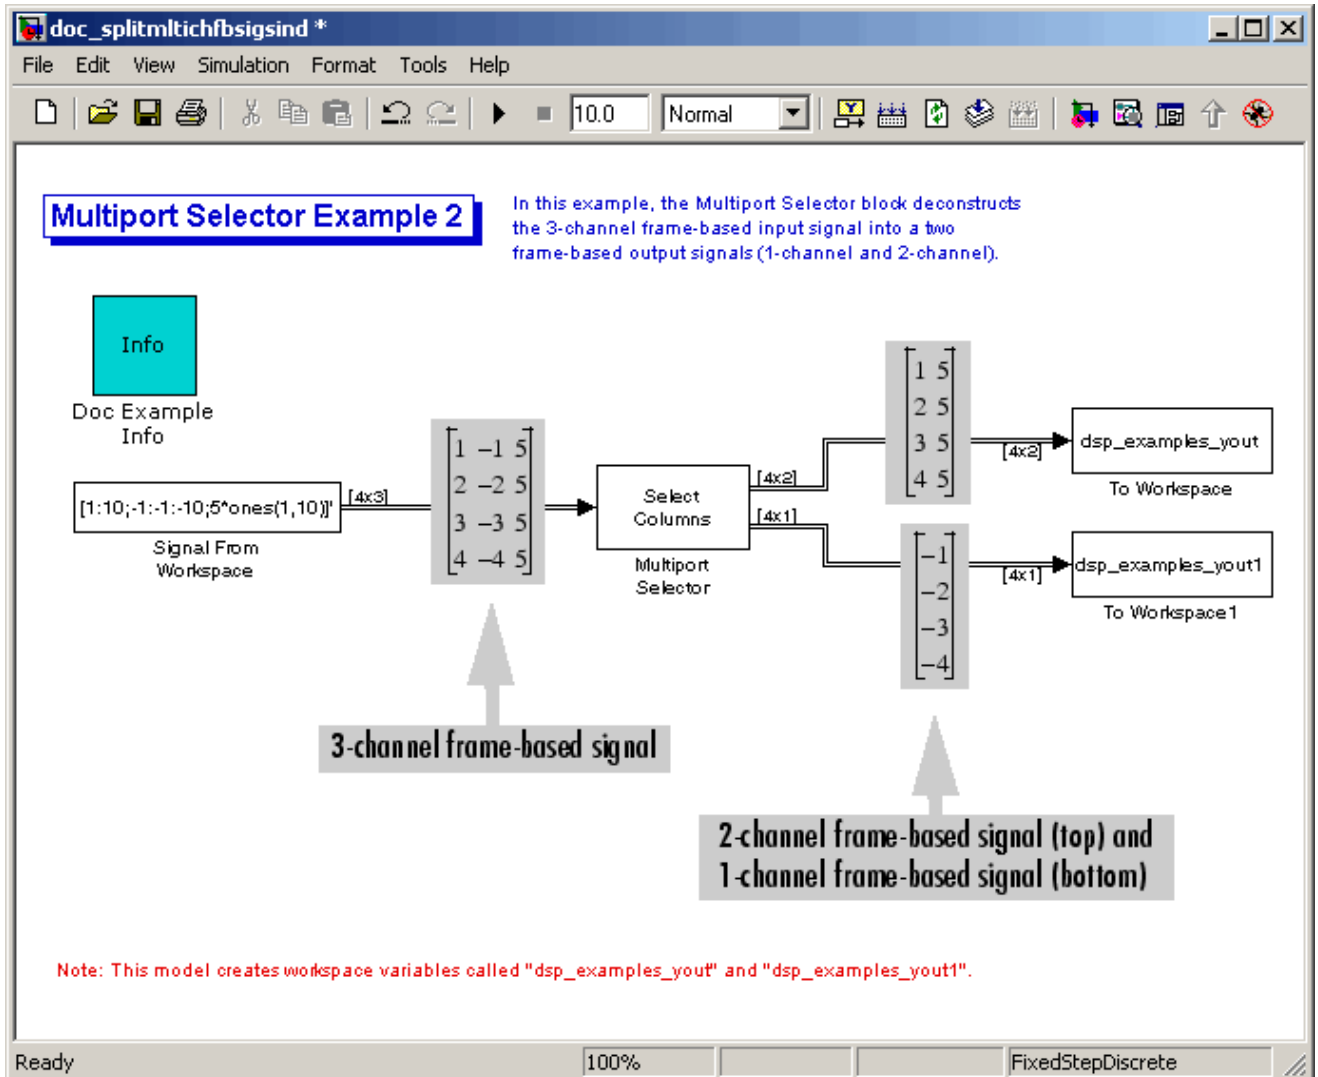 doc_splitmltichfbsigsind *
File Edit View Simulation Format Tools Help
10.0 Normal
Multiport Selector Example 2
In this example, the Multiport Selector block deconstructs
the 3-channel frame-based input signal into a two
frame-based output signals (1-channel and 2-channel).
Info
Doc Example
Info
[1:10;-1:-1:-10;5*ones(1,10)]'
Signal From
Workspace
[4x3]
1 -1 5
2 -2 5
3 -3 5
4 -4 5
Select
Columns
Multiport
Selector
[4x2]
[4x1]
1 5
2 5
3 5
4 5
[4x2]
dsp_examples_yout
To Workspace
-1
-2
-3
-4
[4x1]
dsp_examples_yout1
To Workspace1
3-channel frame-based signal
2-channel frame-based signal (top) and
1-channel frame-based signal (bottom)
Note: This model creates workspace variables called "dsp_examples_yout" and "dsp_examples_yout1".
Ready 100% FixedStepDiscrete